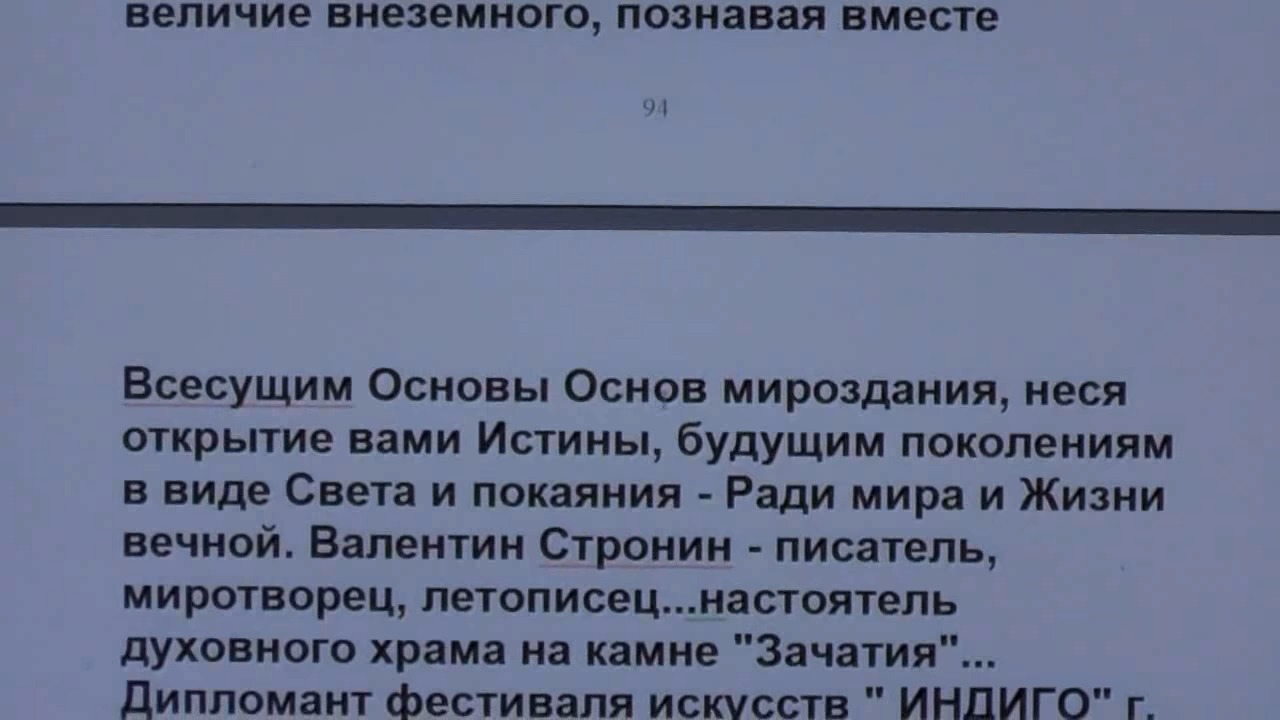 величие внеземного, познавая вместе
94
Всесущим Основы Основ мироздания, неся
открытие вами Истины, будущим поколениям
в виде Света и покаяния - Ради мира и Жизни
вечной. Валентин Стронин - писатель,
миротворец, летописец...настоятель
духовного храма на камне "Зачатия"...
Дипломант фестиваля искусств " ИНДИГО" г.